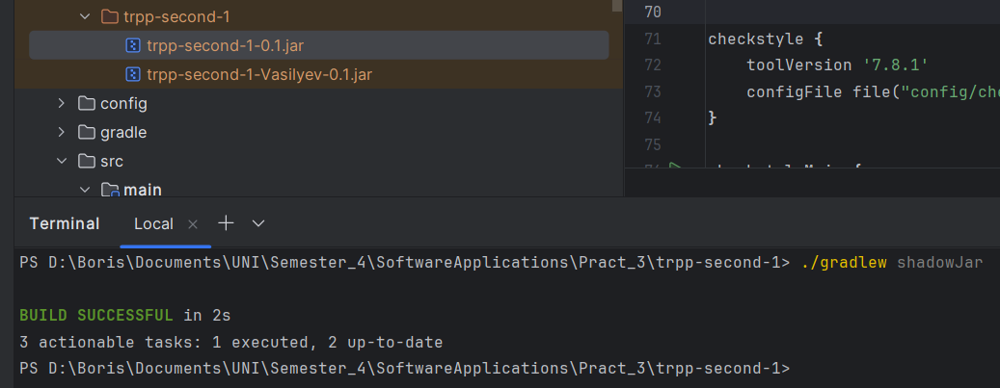 trpp-second-1
trpp-second-1-0.1.jar
trpp-second-1-Vasilyev-0.1.jar
config
gradle
src
main
70
71 checkstyle {
72 toolVersion '7.8.1'
73 configFile file("config/che
74 }
75
Terminal Local × + 
PS D:\Boris\Documents\UNI\Semester_4\SoftwareApplications\Pract_3\trpp-second-1> ./gradlew shadowJar
BUILD SUCCESSFUL in 2s
3 actionable tasks: 1 executed, 2 up-to-date
PS D:\Boris\Documents\UNI\Semester_4\SoftwareApplications\Pract_3\trpp-second-1>